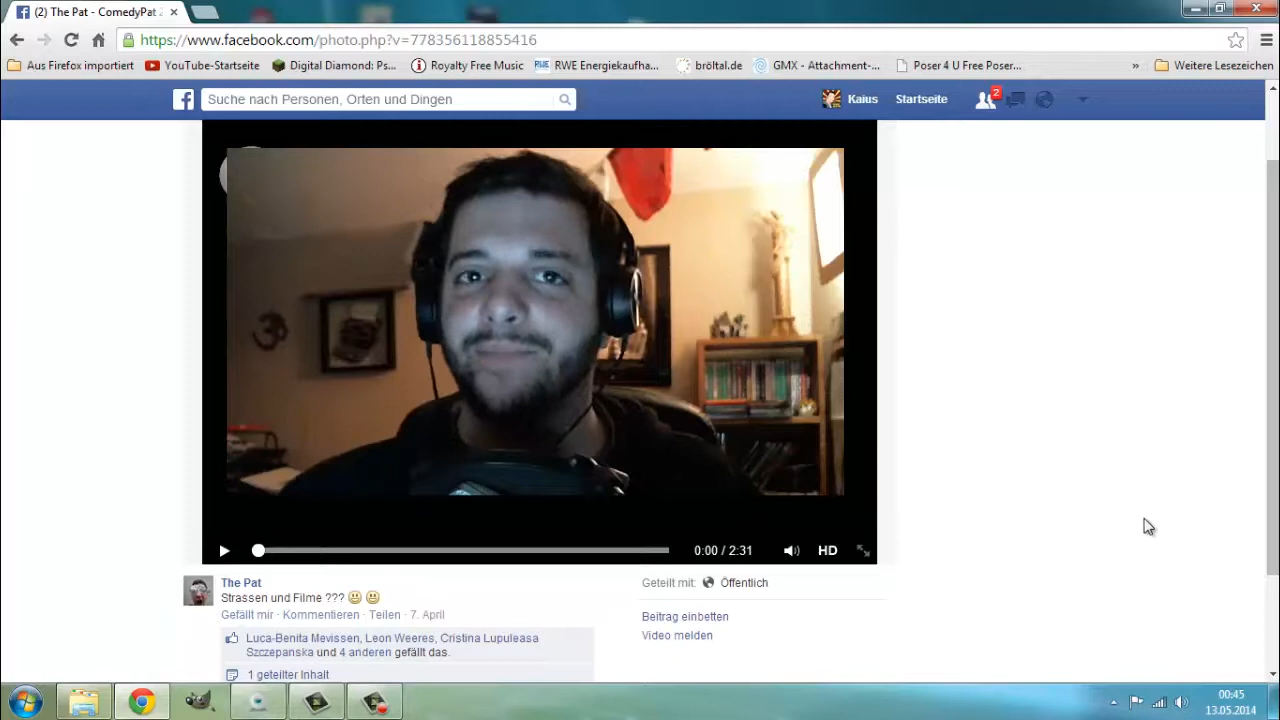 (2) The Pat - ComedyPat
https://www.facebook.com/photo.php?v=778356118855416
Aus Firefox importiert YouTube-Startseite Digital Diamond: Ps... Royalty Free Music RWE Energiekaufha... bröltal.de GMX - Attachment-... Poser 4 U Free Poser... » Weitere Lesezeichen
Suche nach Personen, Orten und Dingen Kaius Startseite 2
0:00 / 2:31 HD
The Pat
Strassen und Filme ???
Gefällt mir · Kommentieren · Teilen · 7. April
Luca-Benita Mevissen, Leon Weeres, Cristina Lupuleasa
Szczepanska und 4 anderen gefällt das.
1 geteilter Inhalt
Geteilt mit: Öffentlich
Beitrag einbetten
Video melden
00:45
13.05.2014